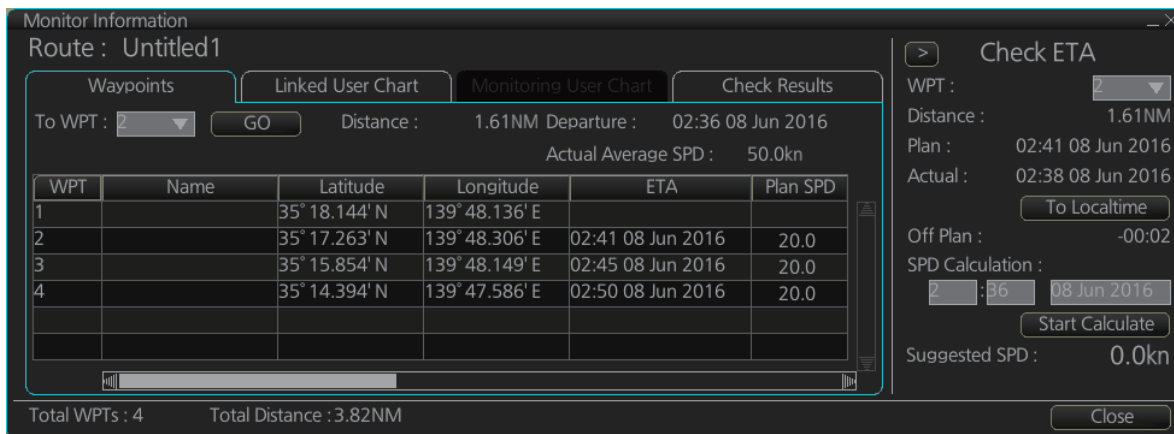 Monitor Information
Route : Untitled1
Waypoints Linked User Chart Monitoring User Chart Check Results
To WPT : 2 GO Distance : 1.61NM Departure : 02:36 08 Jun 2016
Actual Average SPD : 50.0kn
WPT Name Latitude Longitude ETA Plan SPD
1 35° 18.144' N 139° 48.136' E
2 35° 17.263' N 139° 48.306' E 02:41 08 Jun 2016 20.0
3 35° 15.854' N 139° 48.149' E 02:45 08 Jun 2016 20.0
4 35° 14.394' N 139° 47.586' E 02:50 08 Jun 2016 20.0
Total WPTs : 4 Total Distance : 3.82NM
> Check ETA
WPT : 2
Distance : 1.61NM
Plan : 02:41 08 Jun 2016
Actual : 02:38 08 Jun 2016
To Localtime
Off Plan : -00:02
SPD Calculation :
2 : 36 08 Jun 2016
Start Calculate
Suggested SPD : 0.0kn
Close